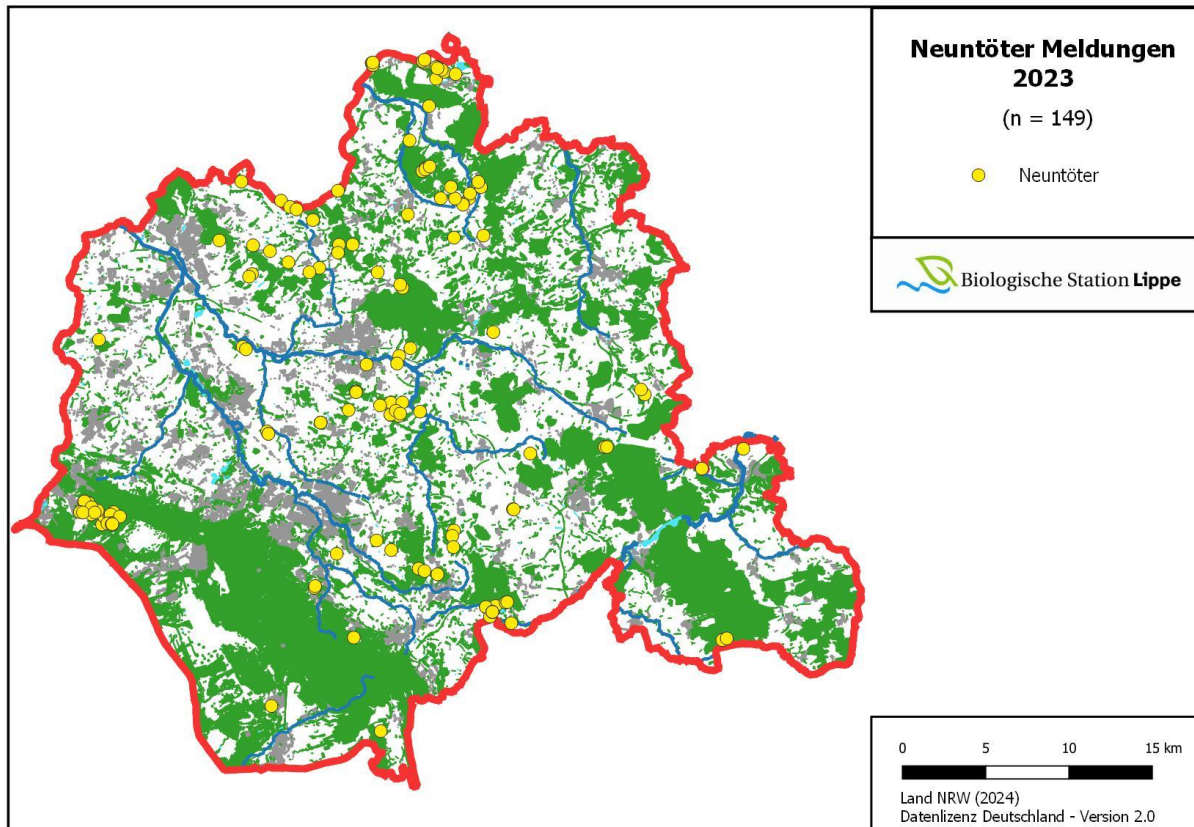 Neuntöter Meldungen
2023
(n = 149)
Neuntöter
Biologische Station Lippe
0 5 10 15 km
Land NRW (2024)
Datenlizenz Deutschland - Version 2.0